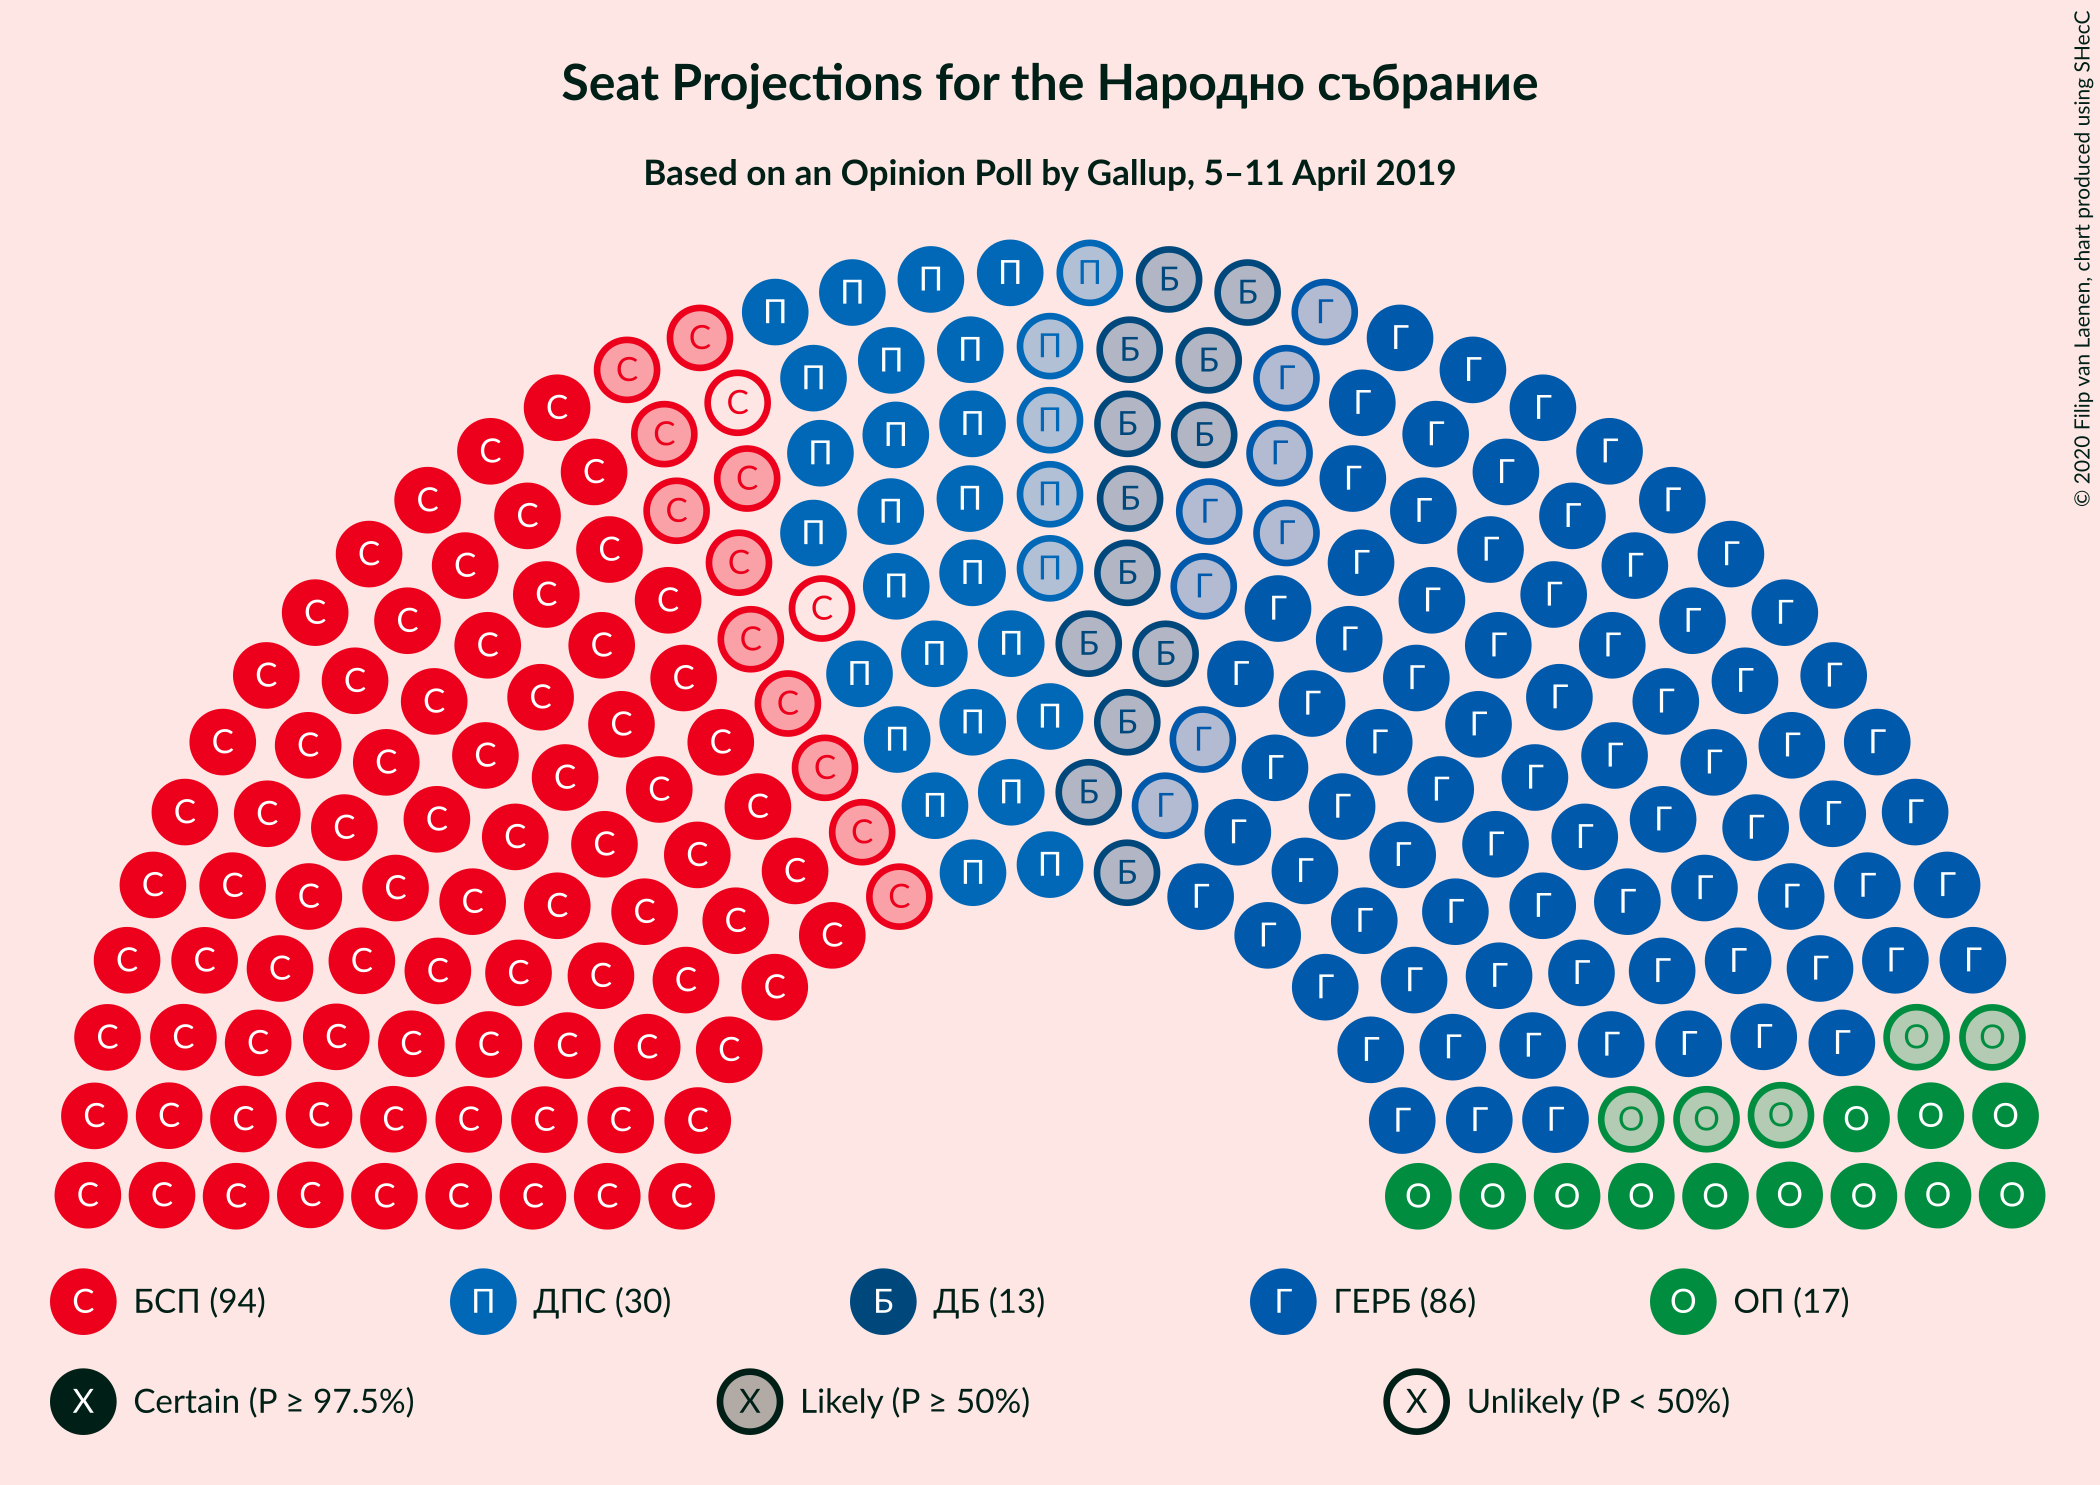 Seat Projections for the Народно събрание
Based on an Opinion Poll by Gallup, 5–11 April 2019
© 2020 Filip van Laenen, chart produced using SHecC
С БСП (94) П ДПС (30) Б ДБ (13) Г ГЕРБ (86) О ОП (17)
X Certain (P ≥ 97.5%) X Likely (P ≥ 50%) X Unlikely (P < 50%)